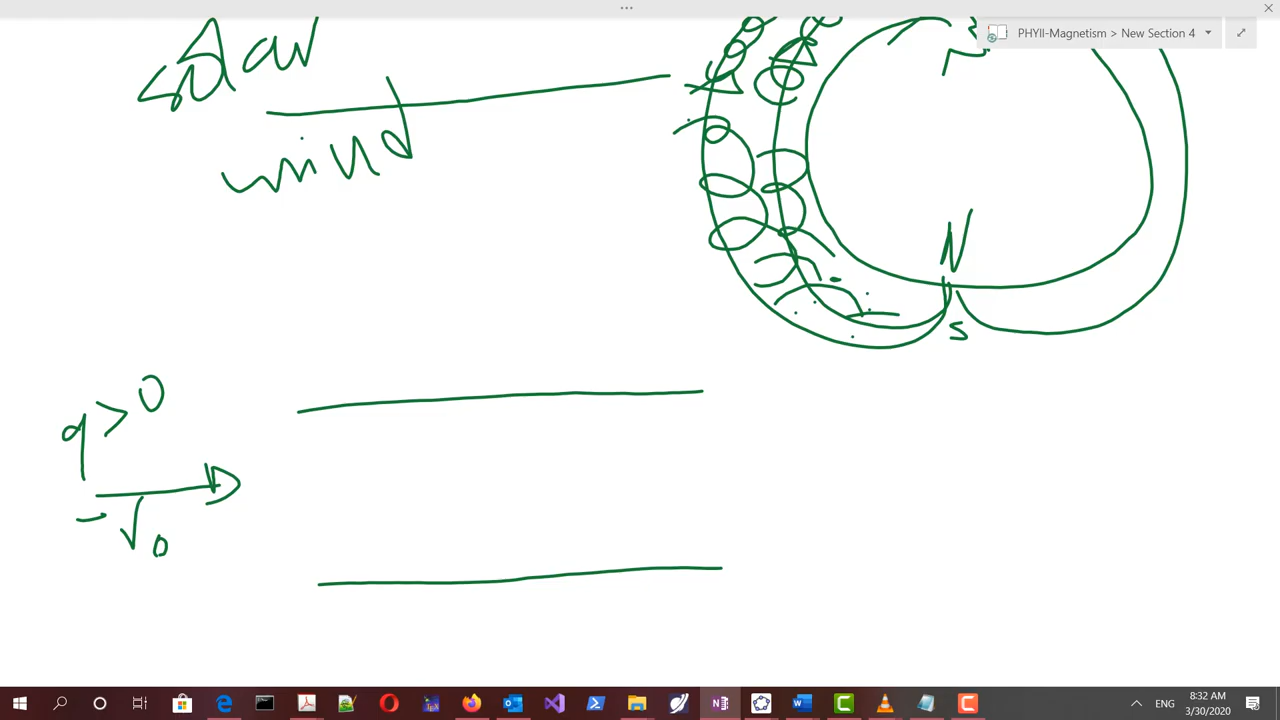 PHYII-Magnetism > New Section 4
solar
wind
N
S
q > 0
v0
ENG
8:32 AM
3/30/2020